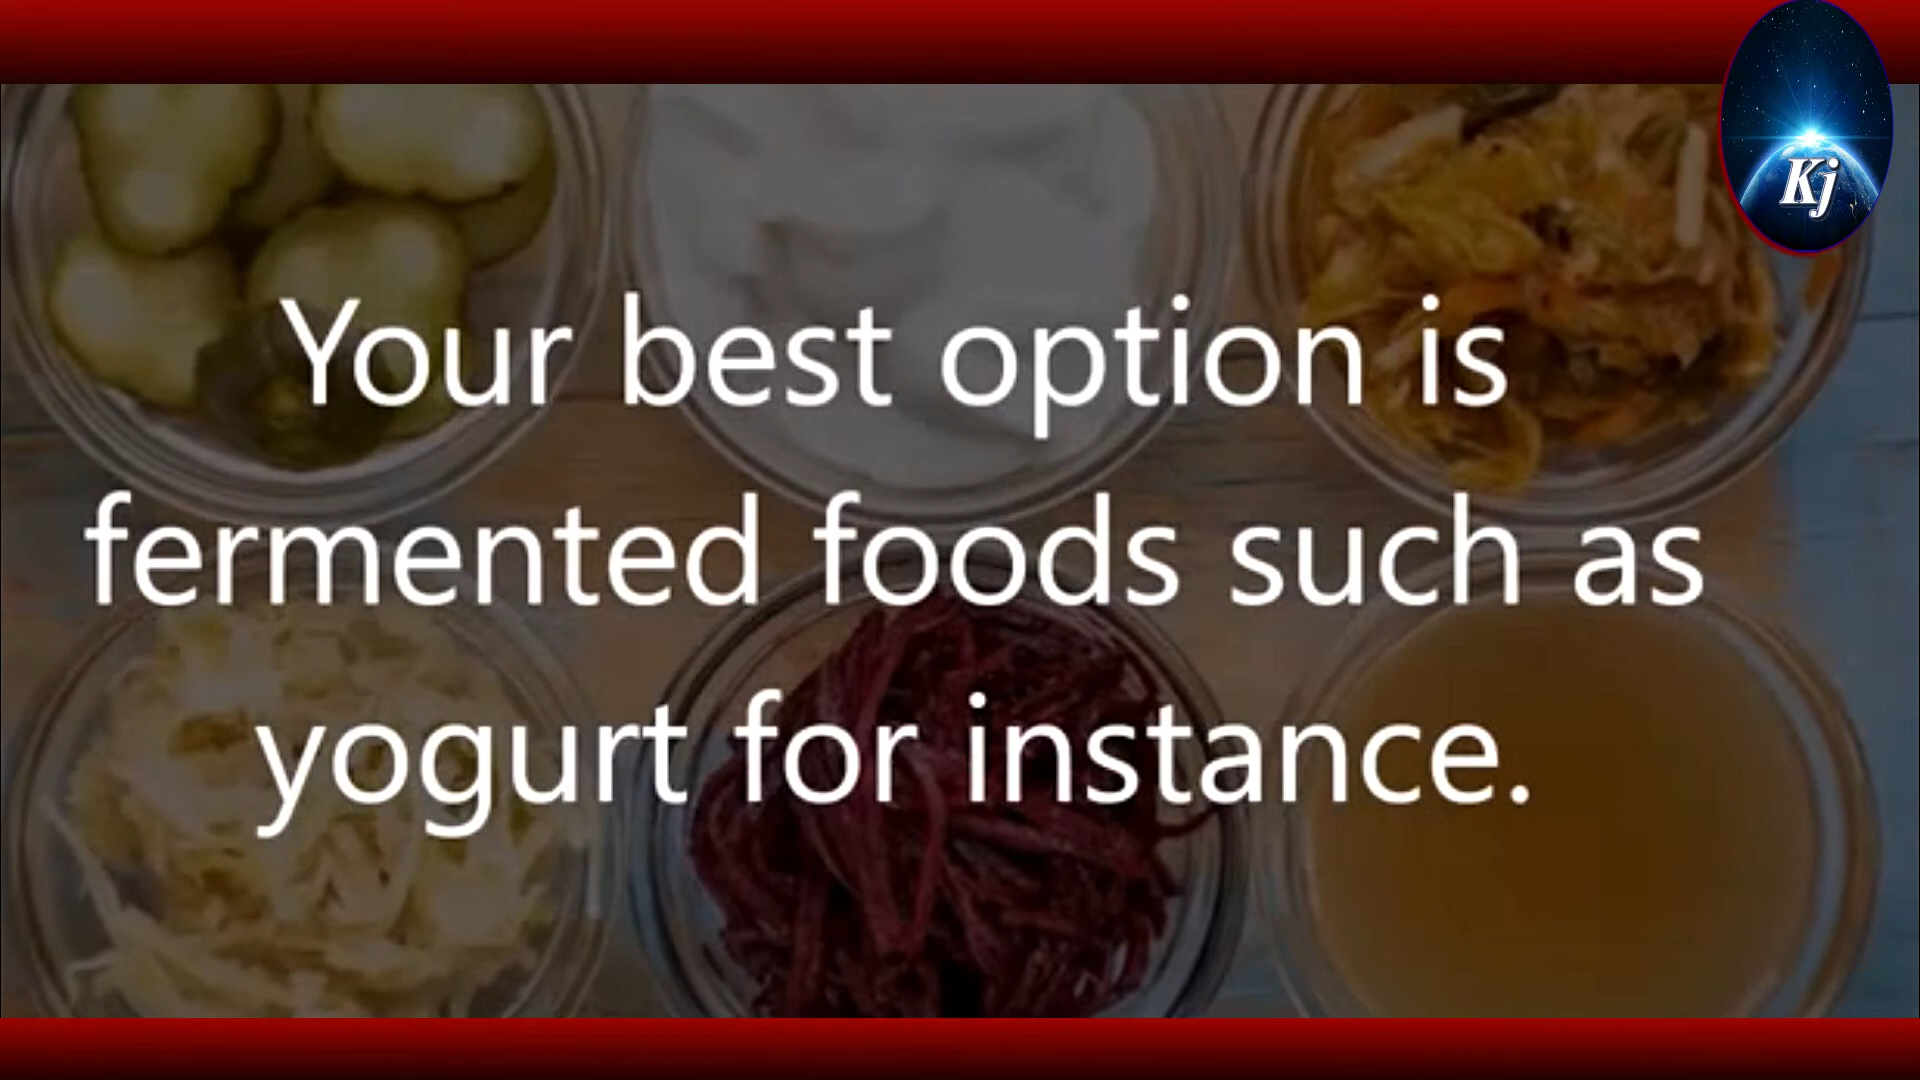 Kj
Your best option is
fermented foods such as
yogurt for instance.